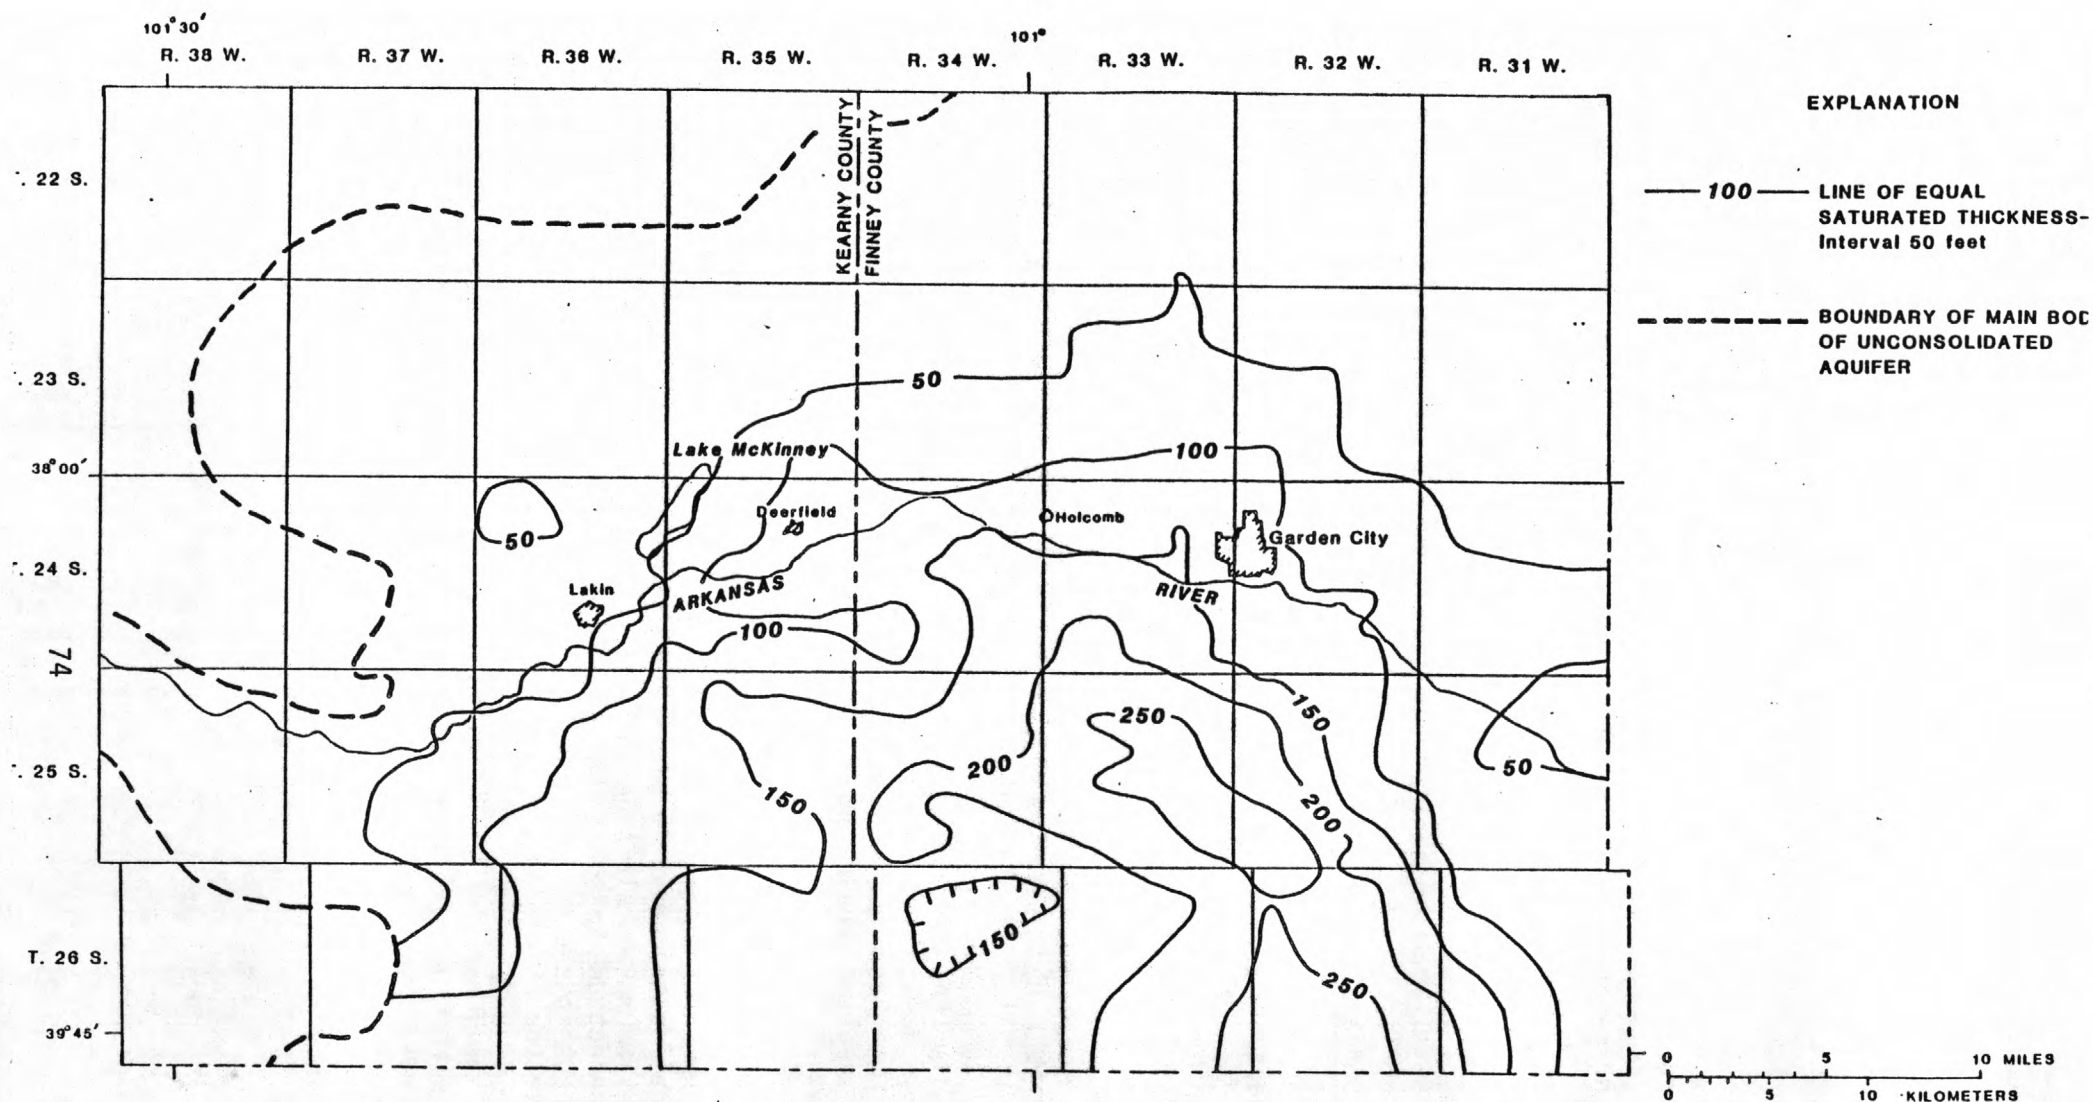 101°30′
101°
R. 38 W.
R. 37 W.
R. 36 W.
R. 35 W.
R. 34 W.
R. 33 W.
R. 32 W.
R. 31 W.
EXPLANATION
100
LINE OF EQUAL
SATURATED THICKNESS-
Interval 50 feet
BOUNDARY OF MAIN BOD
OF UNCONSOLIDATED
AQUIFER
. 22 S.
. 23 S.
38°00′
. 24 S.
74
. 25 S.
T. 26 S.
39°45′
KEARNY COUNTY
FINNEY COUNTY
50
Lake McKinney
100
50
Deerfield
Holcomb
Garden City
Lakin
ARKANSAS
RIVER
100
250
150
200
50
150
200
150
250
0 5 10 MILES
0 5 10 KILOMETERS